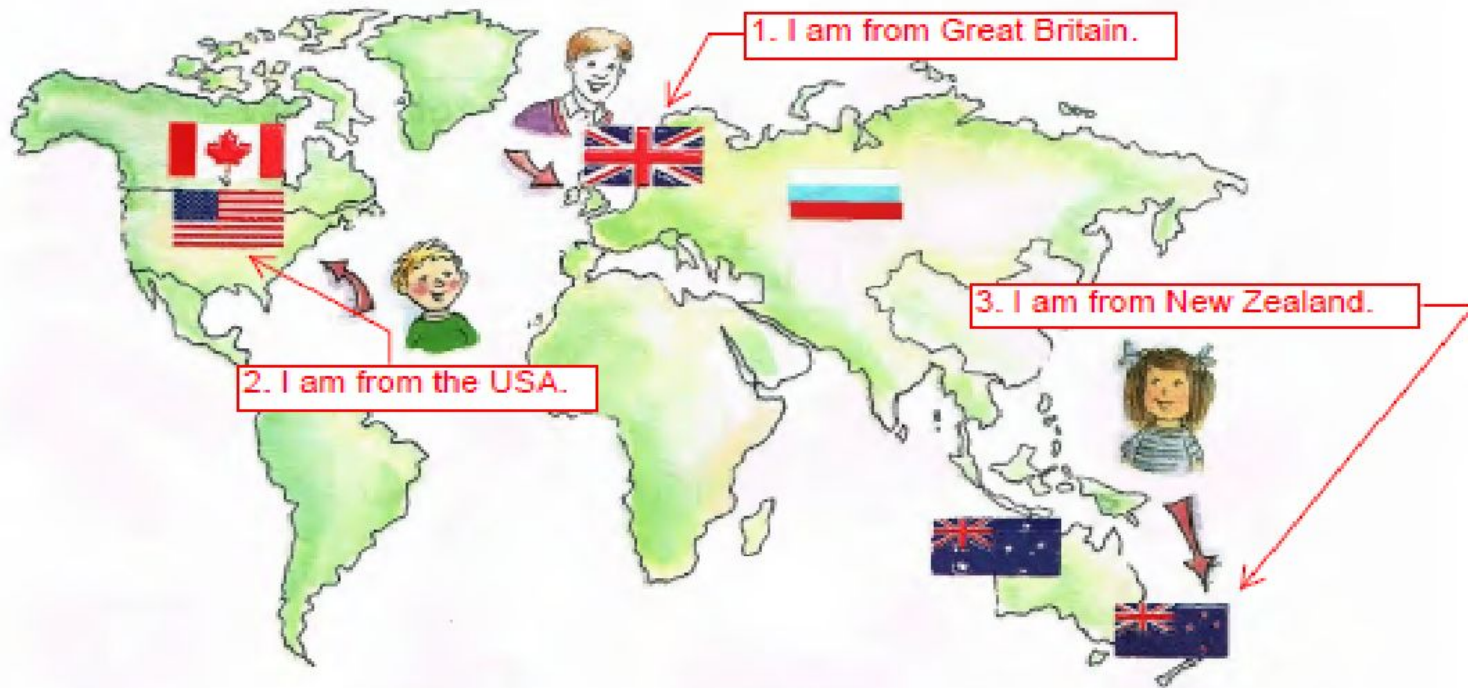 1. I am from Great Britain.
2. I am from the USA.
3. I am from New Zealand.